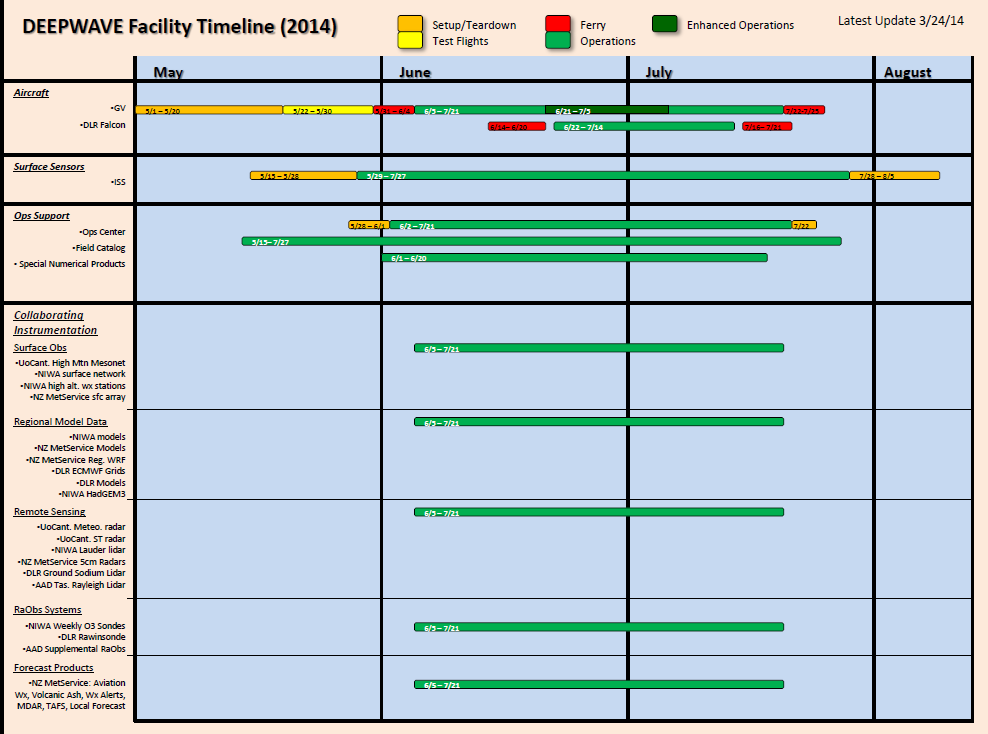 DEEPWAVE Facility Timeline (2014)
Setup/Teardown
Ferry
Enhanced Operations
Latest Update 3/24/14
Test Flights
Operations
May
June
July
August
Aircraft
•GV
5/1 – 5/20
5/22 – 5/30
6/5 – 7/21
6/21 – 7/5
•DLR Falcon
6/14– 6/20
6/22 – 7/14
Surface Sensors
•ISS
5/15 – 5/28
5/29 – 7/27
7/28 – 8/5
Ops Support
•Ops Center
5/28 – 6/1
6/2 – 7/21
7/22
•Field Catalog
5/15– 7/27
• Special Numerical Products
6/1 – 6/20
Collaborating
Instrumentation
Surface Obs
6/5 – 7/21
•UoCant. High Mtn Mesonet
•NIWA surface network
•NIWA high alt. wx stations
•NZ MetService sfc array
Regional Model Data
6/5 – 7/21
•NIWA models
•NZ MetService Models
•NZ MetService Reg. WRF
•DLR ECMWF Grids
•DLR Models
•NIWA HadGEM3
Remote Sensing
6/5 – 7/21
•UoCant. Meteo. radar
•UoCant. ST radar
•NIWA Lauder lidar
•NZ MetService 5cm Radars
•DLR Ground Sodium Lidar
•AAD Tas. Rayleigh Lidar
RaObs Systems
•NIWA Weekly O3 Sondes
6/5 – 7/21
•DLR Rawinsonde
•AAD Supplemental RaObs
Forecast Products
•NZ MetService: Aviation
6/5 – 7/21
Wx, Volcanic Ash, Wx Alerts,
MDAR, TAFS, Local Forecast